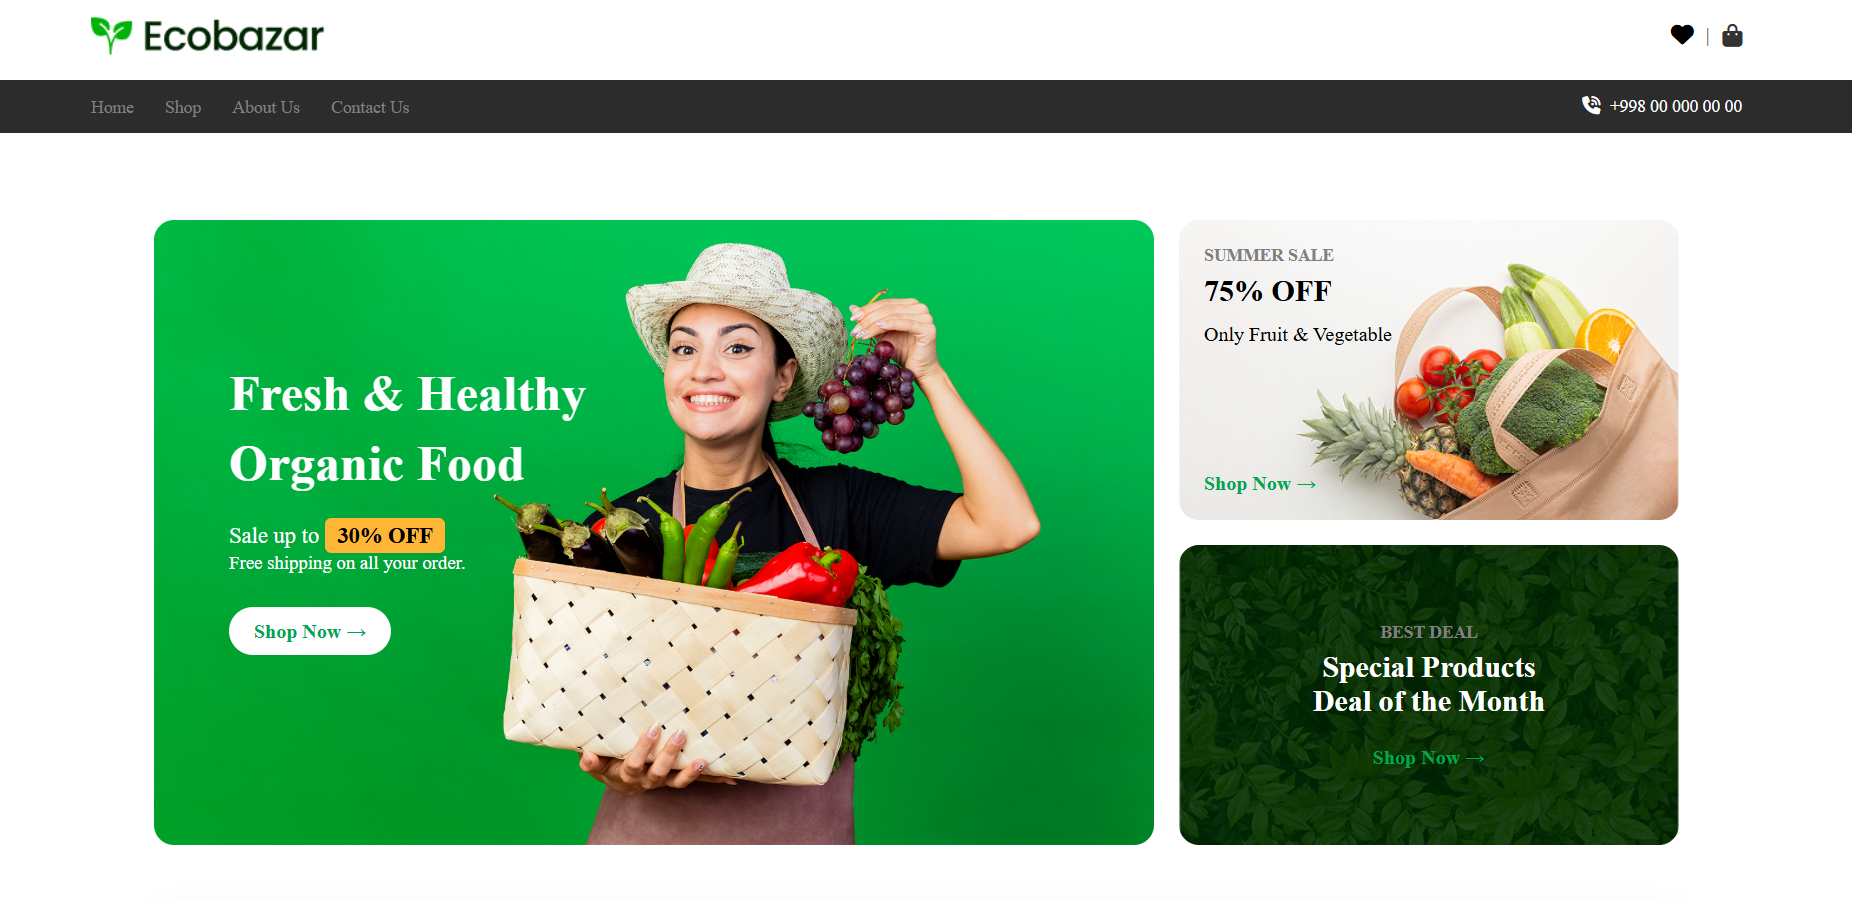 Ecobazar
|
Home Shop About Us Contact Us
+998 00 000 00 00
Fresh & Healthy
Organic Food
Sale up to 30% OFF
Free shipping on all your order.
Shop Now →
SUMMER SALE
75% OFF
Only Fruit & Vegetable
Shop Now →
BEST DEAL
Special Products
Deal of the Month
Shop Now →